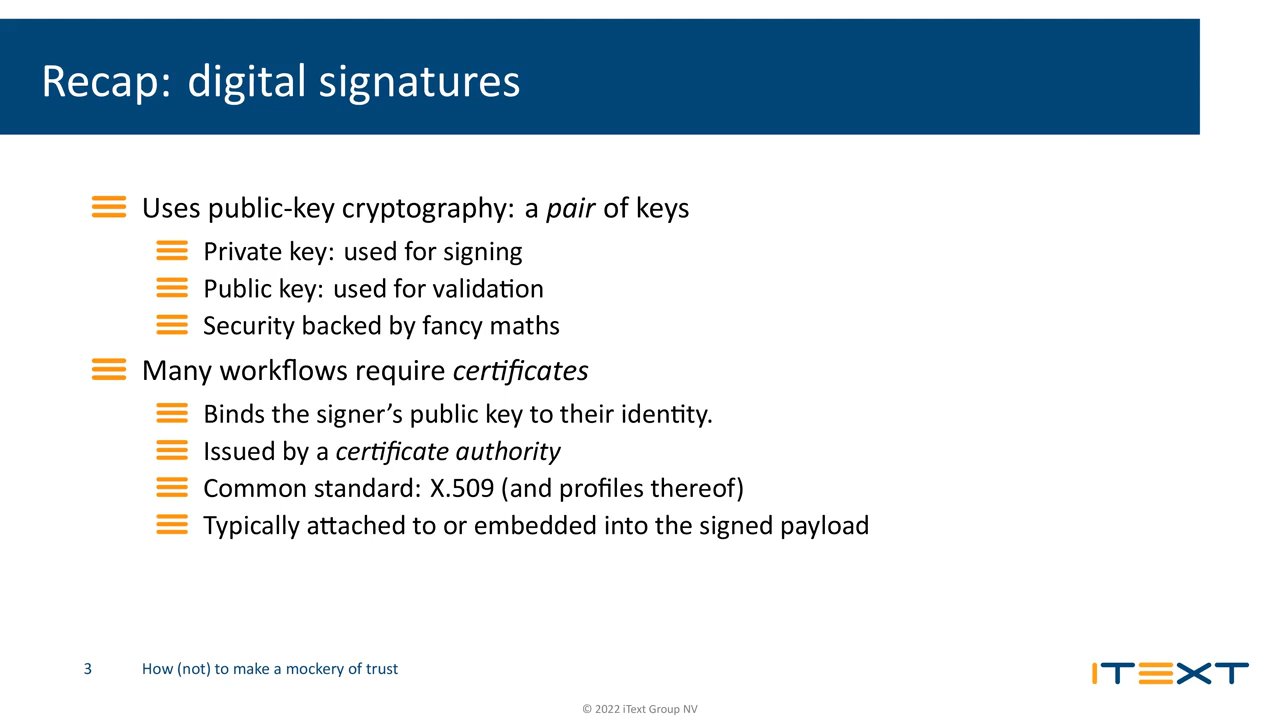 Recap: digital signatures
Uses public-key cryptography: a pair of keys
Private key: used for signing
Public key: used for validation
Security backed by fancy maths
Many workflows require certificates
Binds the signer’s public key to their identity.
Issued by a certificate authority
Common standard: X.509 (and profiles thereof)
Typically attached to or embedded into the signed payload
3 How (not) to make a mockery of trust
ITEXT
© 2022 iText Group NV